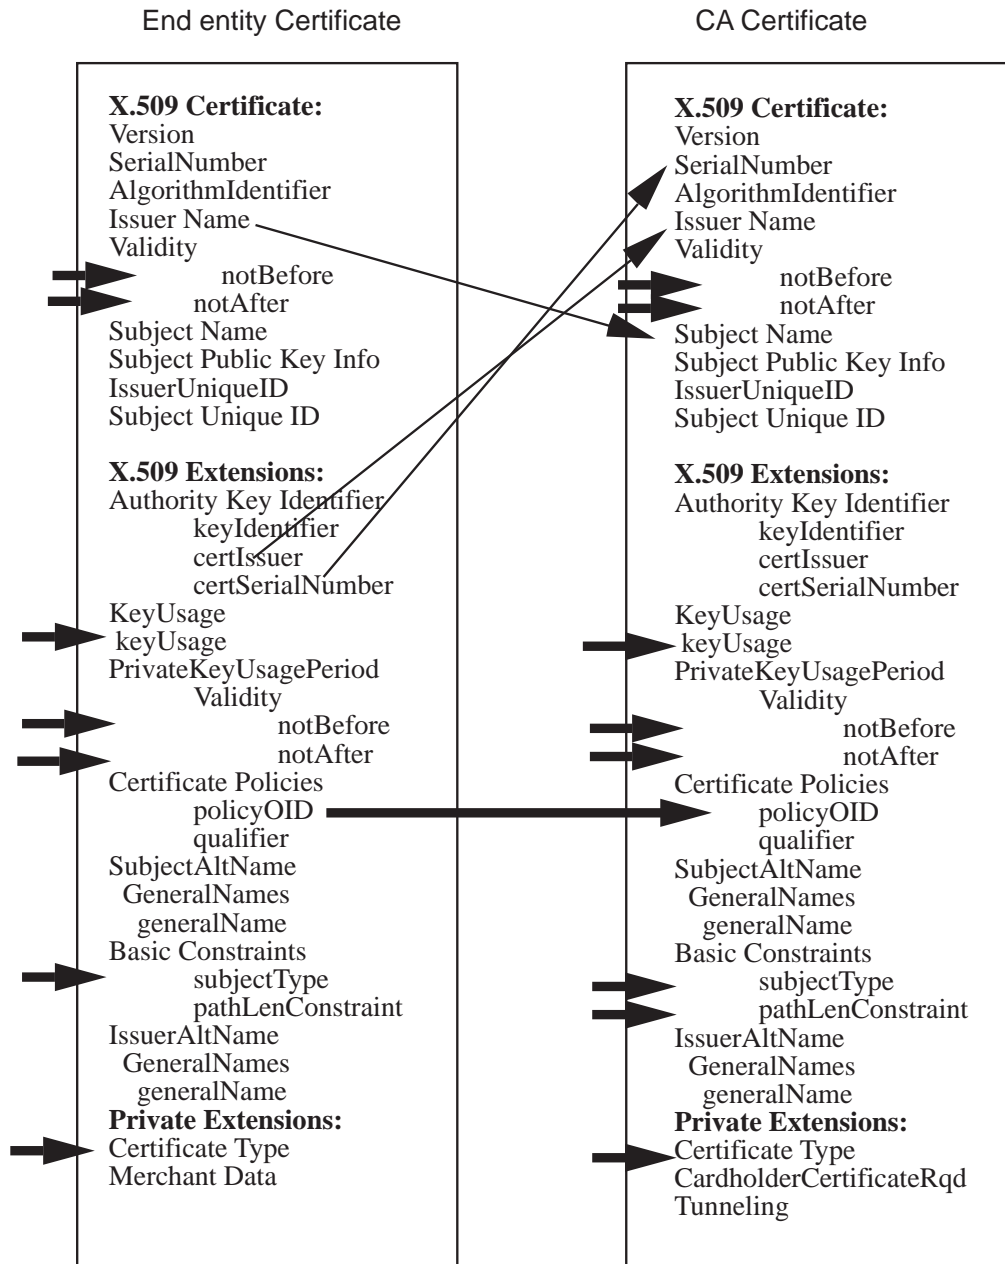 End entity Certificate
X.509 Certificate:
Version
SerialNumber
AlgorithmIdentifier
Issuer Name
Validity
notBefore
notAfter
Subject Name
Subject Public Key Info
IssuerUniqueID
Subject Unique ID
X.509 Extensions:
Authority Key Identifier
keyIdentifier
certIssuer
certSerialNumber
KeyUsage
keyUsage
PrivateKeyUsagePeriod
Validity
notBefore
notAfter
Certificate Policies
policyOID
qualifier
SubjectAltName
GeneralNames
generalName
Basic Constraints
subjectType
pathLenConstraint
IssuerAltName
GeneralNames
generalName
Private Extensions:
Certificate Type
Merchant Data
CA Certificate
X.509 Certificate:
Version
SerialNumber
AlgorithmIdentifier
Issuer Name
Validity
notBefore
notAfter
Subject Name
Subject Public Key Info
IssuerUniqueID
Subject Unique ID
X.509 Extensions:
Authority Key Identifier
keyIdentifier
certIssuer
certSerialNumber
KeyUsage
keyUsage
PrivateKeyUsagePeriod
Validity
notBefore
notAfter
Certificate Policies
policyOID
qualifier
SubjectAltName
GeneralNames
generalName
Basic Constraints
subjectType
pathLenConstraint
IssuerAltName
GeneralNames
generalName
Private Extensions:
Certificate Type
CardholderCertificateRqd
Tunneling